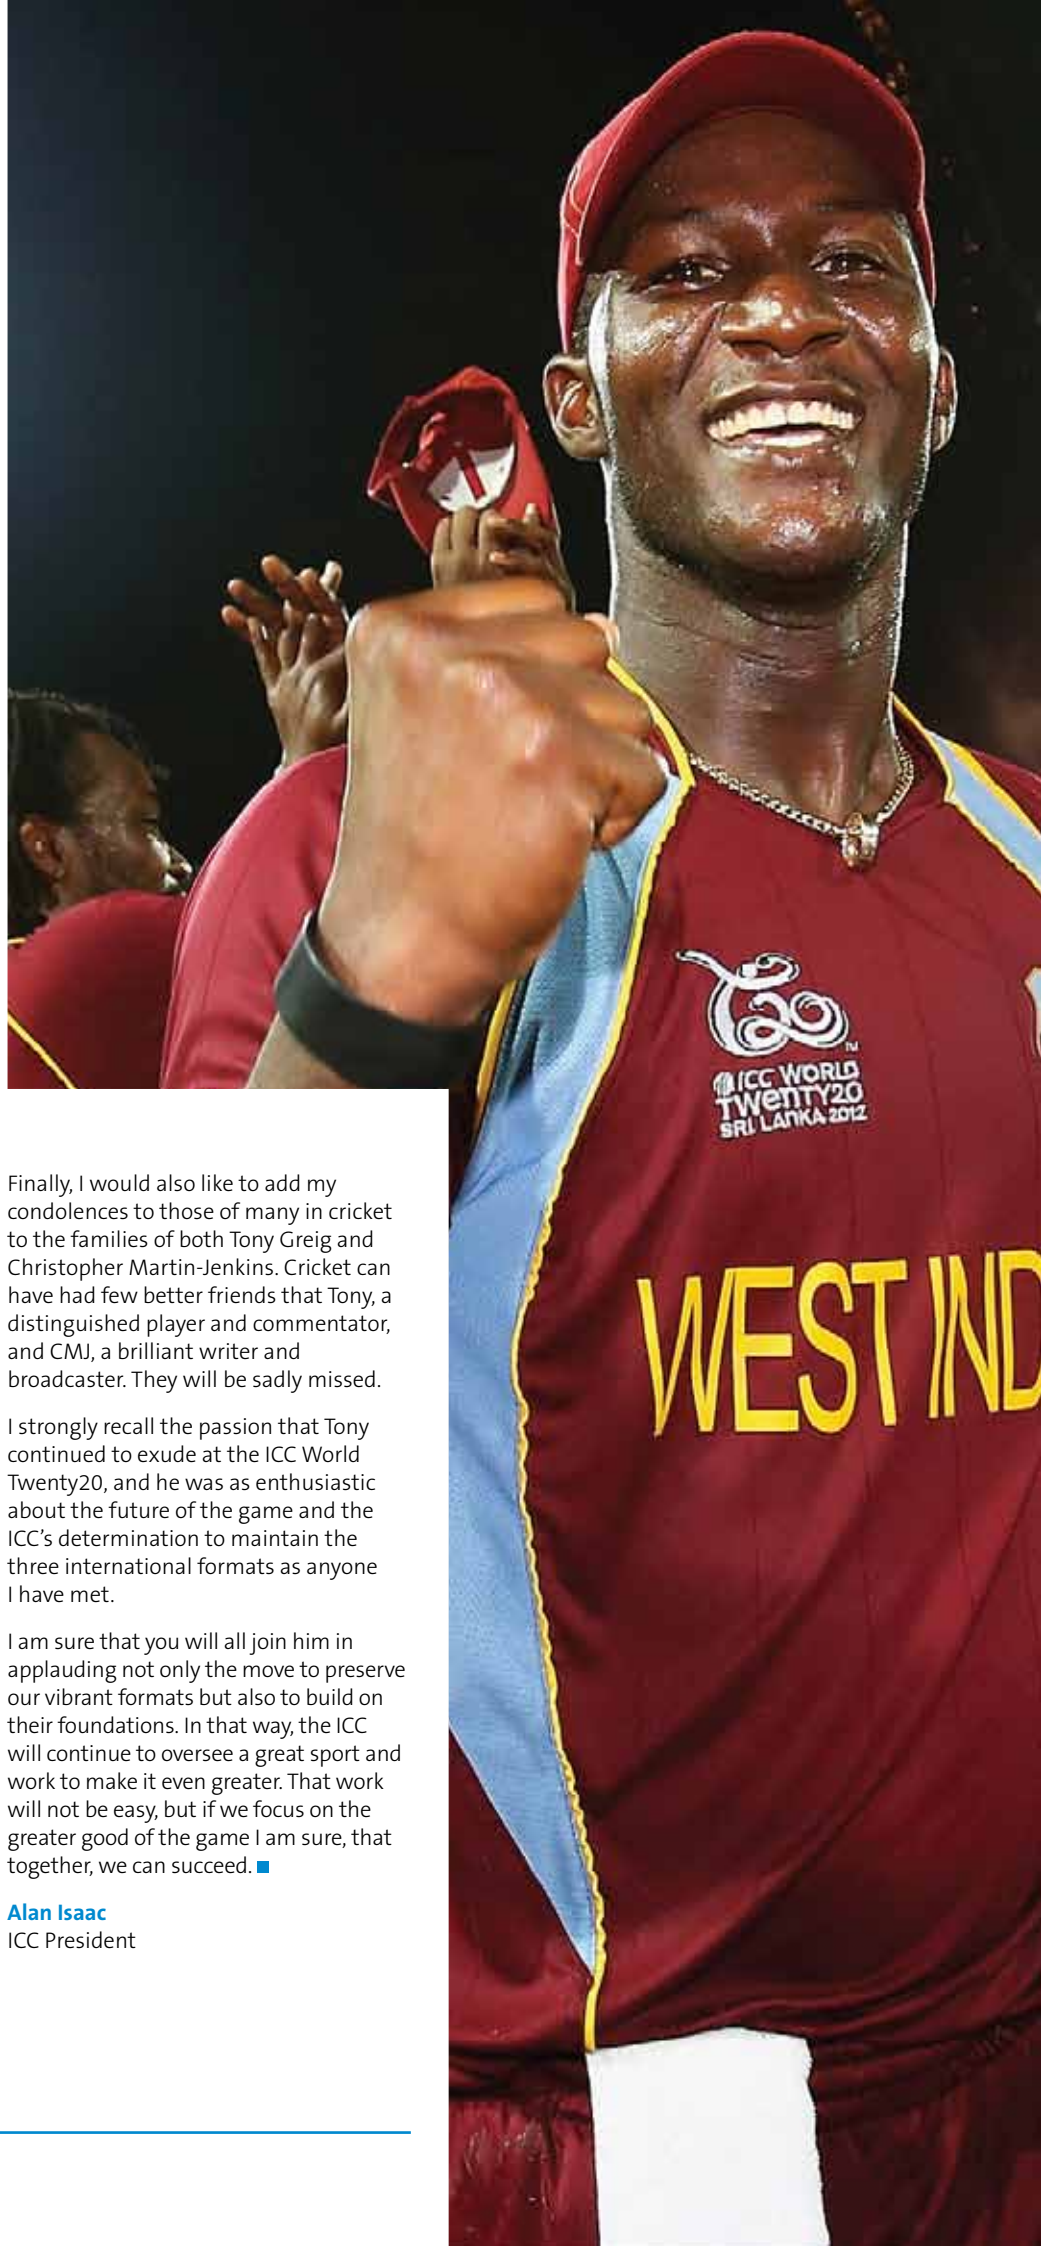 ICC WORLD
TWENTY20
SRI LANKA 2012
WEST IND
Finally, I would also like to add my
condolences to those of many in cricket
to the families of both Tony Greig and
Christopher Martin-Jenkins. Cricket can
have had few better friends that Tony, a
distinguished player and commentator,
and CMJ, a brilliant writer and
broadcaster. They will be sadly missed.
I strongly recall the passion that Tony
continued to exude at the ICC World
Twenty20, and he was as enthusiastic
about the future of the game and the
ICC’s determination to maintain the
three international formats as anyone
I have met.
I am sure that you will all join him in
applauding not only the move to preserve
our vibrant formats but also to build on
their foundations. In that way, the ICC
will continue to oversee a great sport and
work to make it even greater. That work
will not be easy, but if we focus on the
greater good of the game I am sure, that
together, we can succeed.
Alan Isaac
ICC President